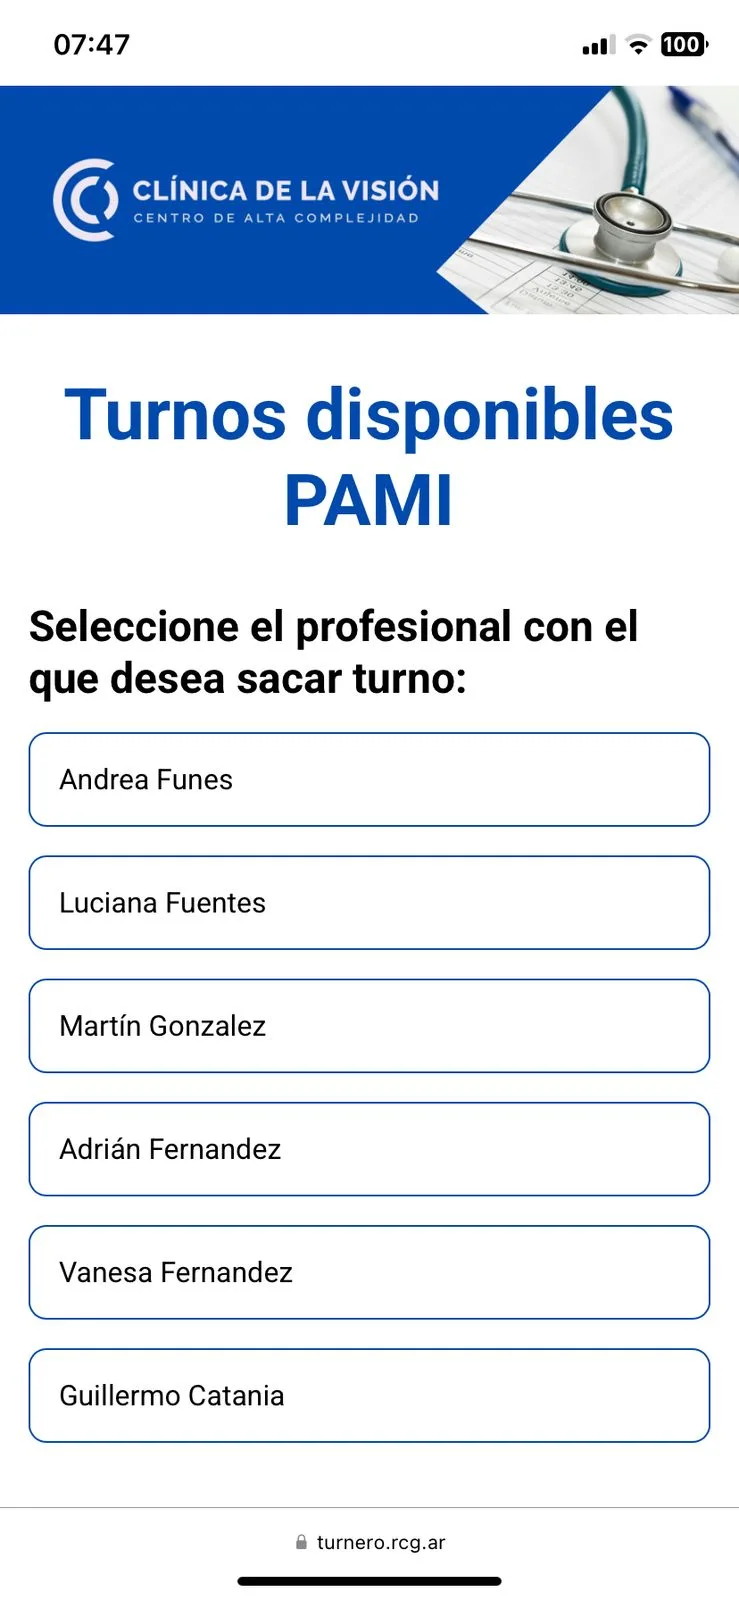 07:47
100
CLÍNICA DE LA VISIÓN
CENTRO DE ALTA COMPLEJIDAD
Turnos disponibles
PAMI
Seleccione el profesional con el
que desea sacar turno:
Andrea Funes
Luciana Fuentes
Martín Gonzalez
Adrián Fernandez
Vanesa Fernandez
Guillermo Catania
turnero.rcg.ar